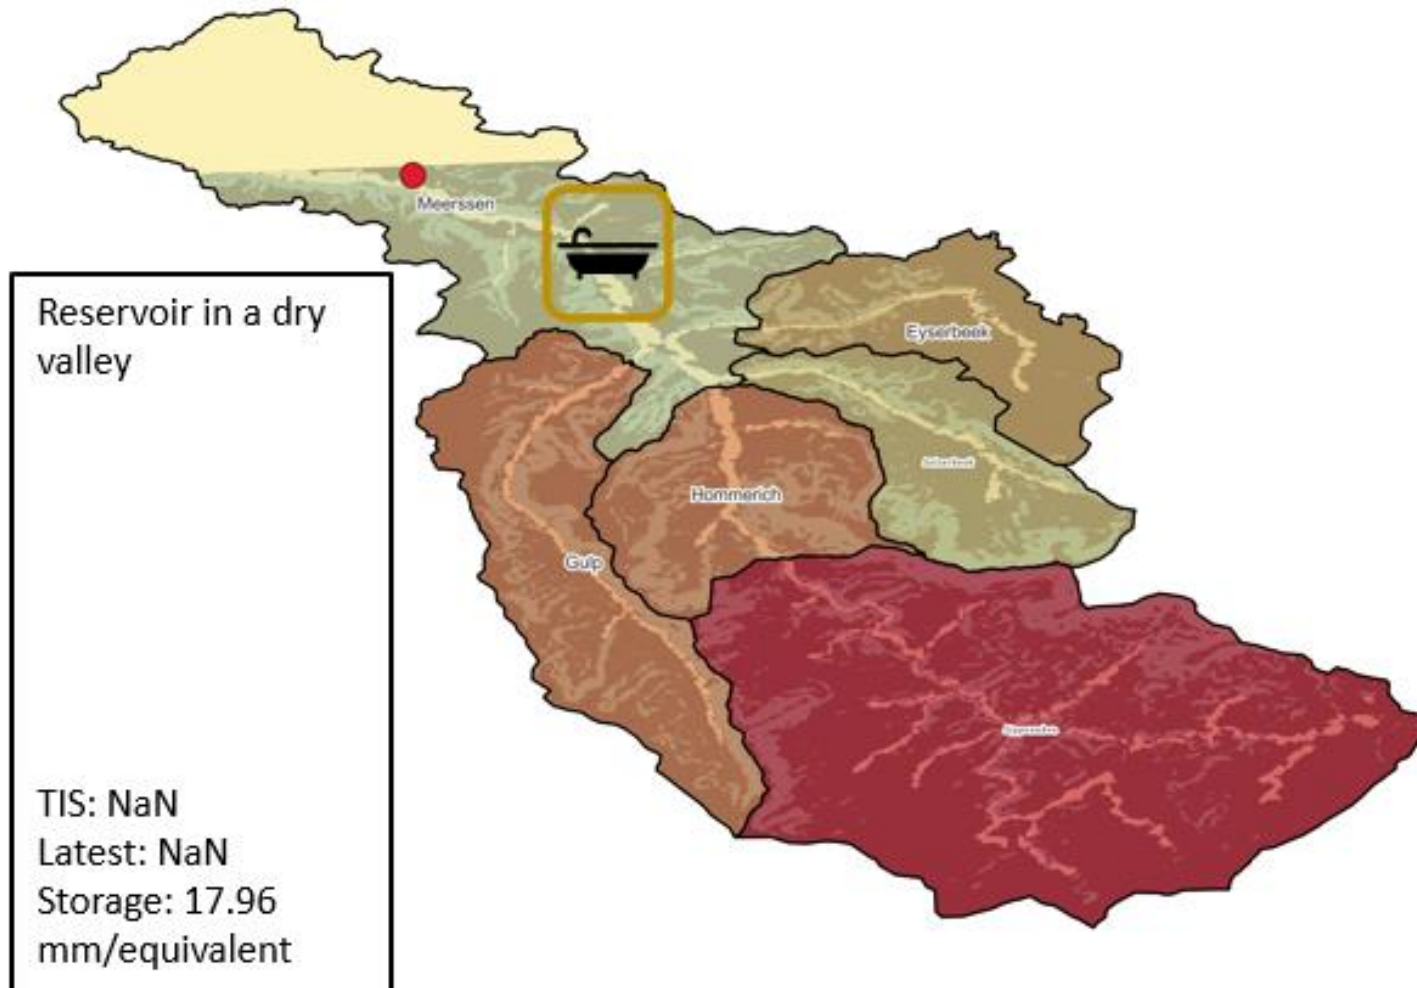 Meerssen
Reservoir in a dry
valley
Eyserbeek
Hommerich
Gulp
TIS: NaN
Latest: NaN
Storage: 17.96
mm/equivalent